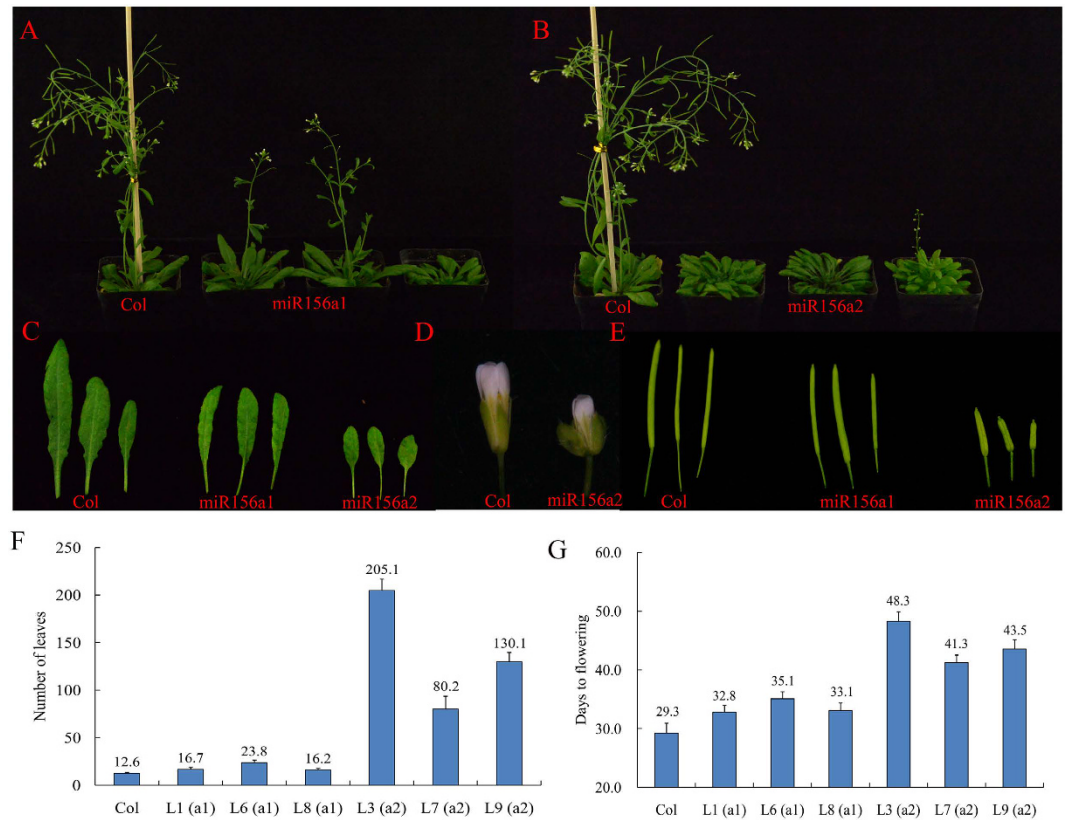 A
B
Col
miR156a1
Col
miR156a2
C
D
E
Col
miR156a1
miR156a2
Col
miR156a2
Col
miR156a1
miR156a2
F
Number of leaves
250
200
150
100
50
0
12.6
16.7
23.8
16.2
205.1
80.2
130.1
Col
L1 (a1)
L6 (a1)
L8 (a1)
L3 (a2)
L7 (a2)
L9 (a2)
G
Days to flowering
60.0
50.0
40.0
30.0
20.0
29.3
32.8
35.1
33.1
48.3
41.3
43.5
Col
L1 (a1)
L6 (a1)
L8 (a1)
L3 (a2)
L7 (a2)
L9 (a2)